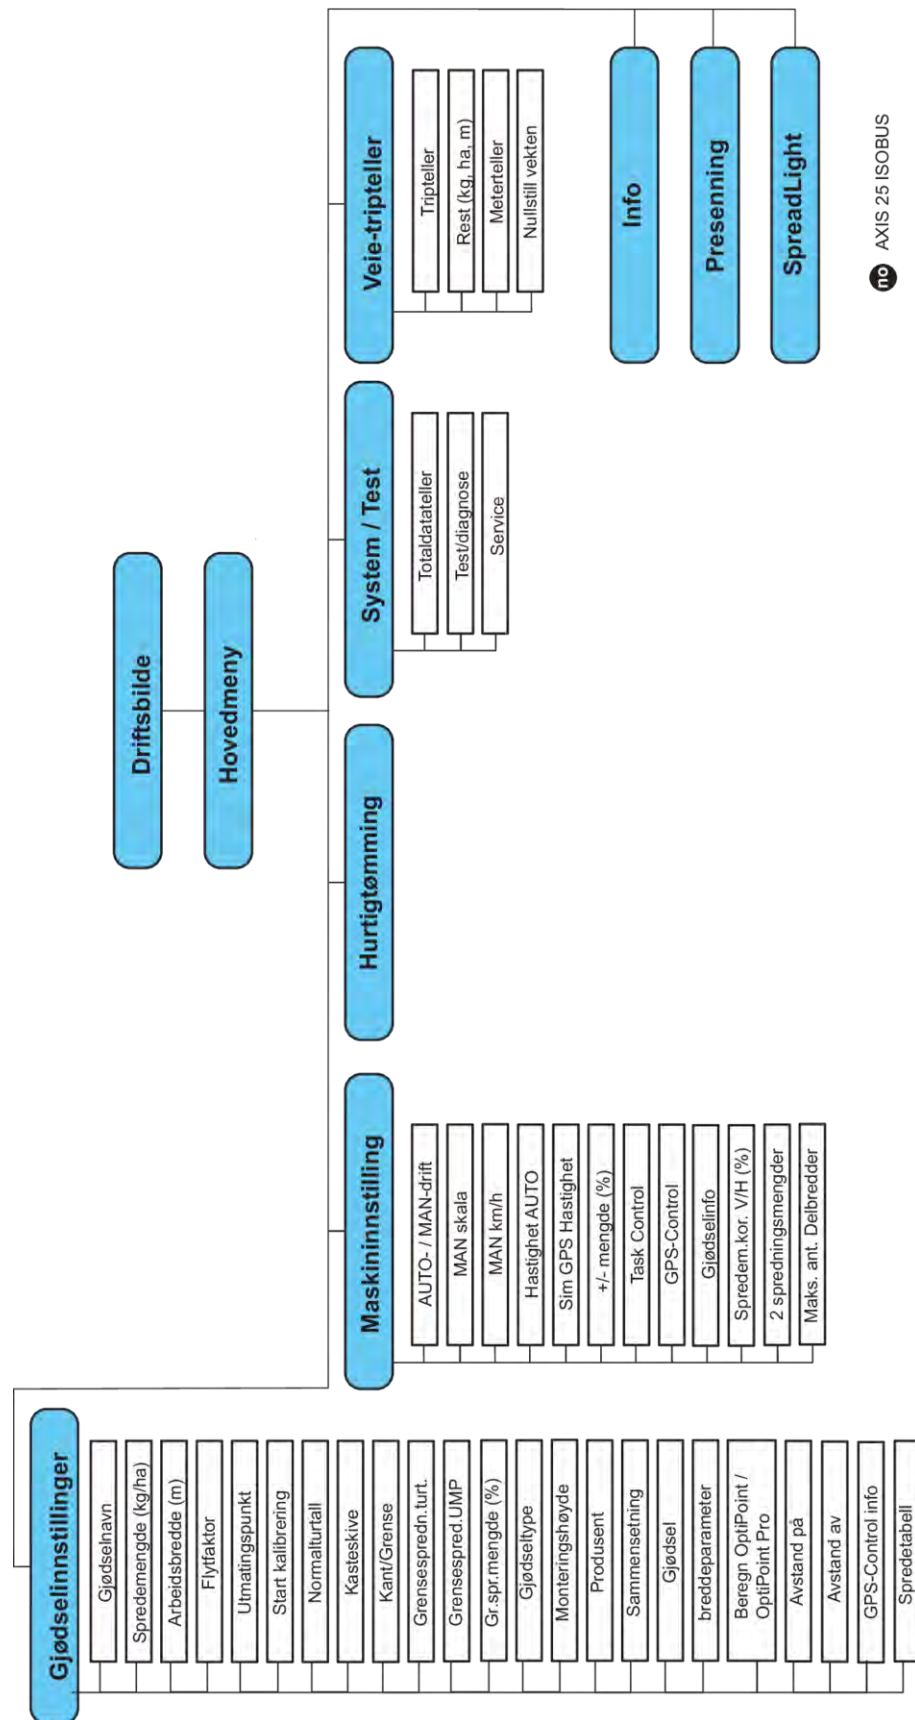 Driftsbilde
Hovedmeny
Gjødselinnstillinger
Gjødselnavn
Spredemengde (kg/ha)
Arbeidsbredde (m)
Flytfaktor
Utmatingspunkt
Start kalibrering
Normalturtall
Kasteskive
Kant/Grense
Grensespredn.turt.
Grensespred.UMP
Gr.spr.mengde (%)
Gjødseltype
Monteringshøyde
Produsent
Sammensetning
Gjødsel
breddeparameter
Beregn OptiPoint /
OptiPoint Pro
Avstand på
Avstand av
GPS-Control info
Spredetabell
Maskininnstilling
AUTO- / MAN-drift
MAN skala
MAN km/h
Hastighet AUTO
Sim GPS Hastighet
+/- mengde (%)
Task Control
GPS-Control
Gjødselinfo
Spredem.kor. V/H (%)
2 spredningsmengder
Maks. ant. Delbredder
Hurtigtømming
System / Test
Totaldatateller
Test/diagnose
Service
Veie-tripteller
Tripteller
Rest (kg, ha, m)
Meterteller
Nullstill vekten
Info
Presenning
SpreadLight
no AXIS 25 ISOBUS